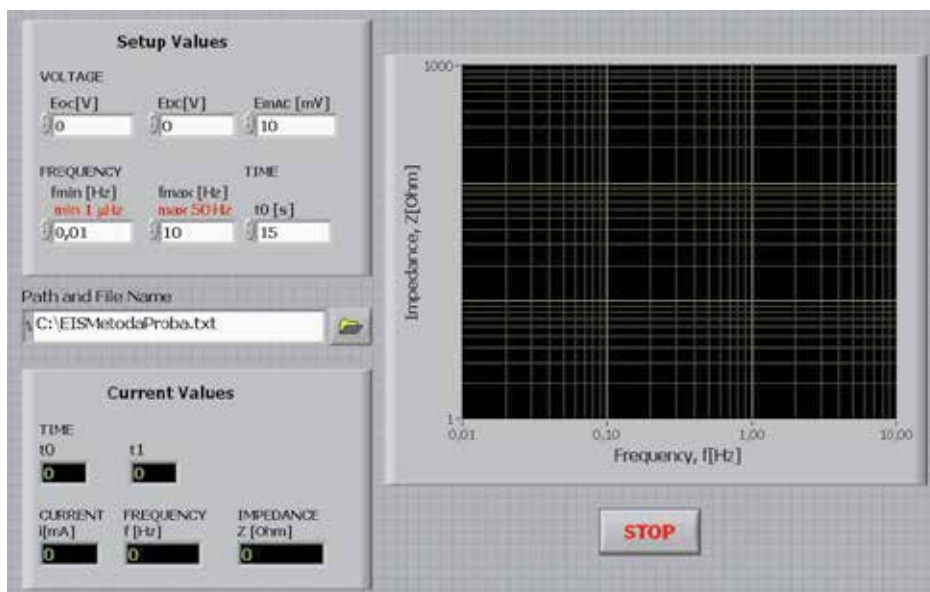 Setup Values
VOLTAGE
Eoc[V] EDC[V] EmAC [mV]
0 0 10
FREQUENCY TIME
fmin [Hz] fmax [Hz]
min 1 µHz max 50 Hz t0 [s]
0,01 10 15
Path and File Name
C:\EISMetodaProba.txt
Current Values
TIME
t0 t1
0 0
CURRENT FREQUENCY IMPEDANCE
i[mA] f [Hz] Z [Ohm]
0 0 0
1000
Impedance, Z[Ohm]
1
0,01 0,10 1,00 10,00
Frequency, f[Hz]
STOP